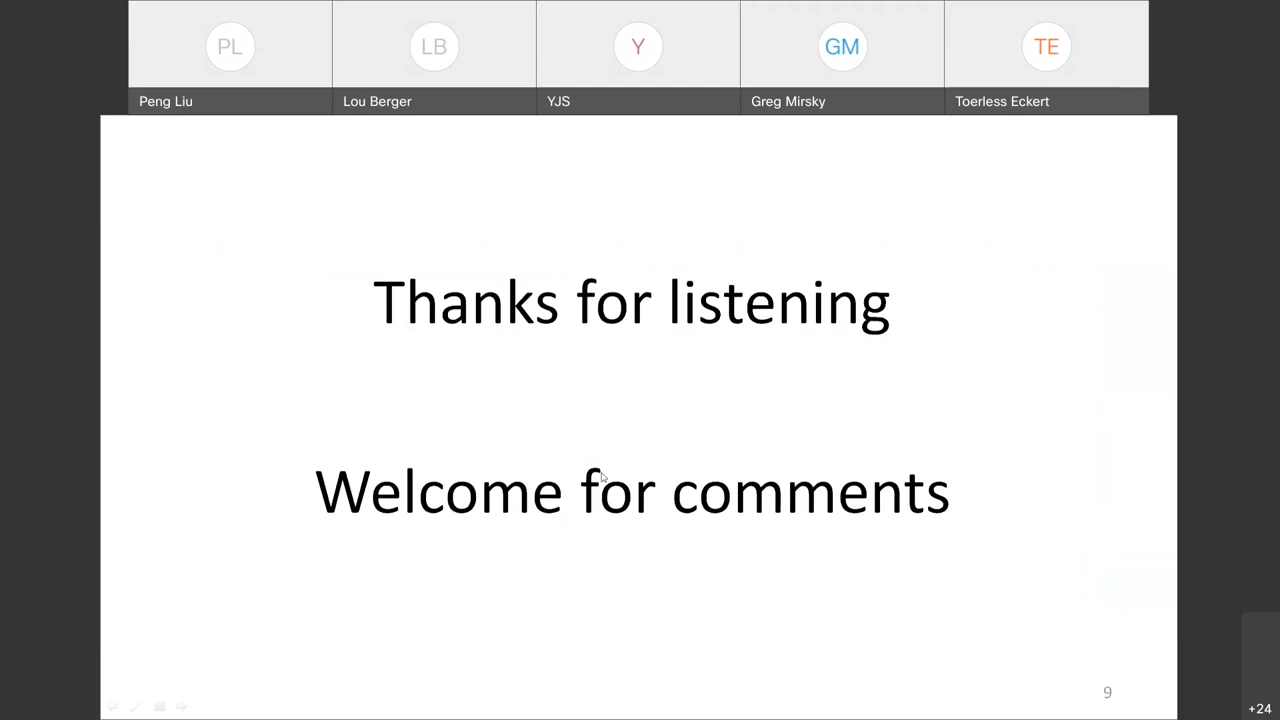 PL LB Y GM TE
Peng Liu Lou Berger YJS Greg Mirsky Toerless Eckert
Thanks for listening
Welcome for comments
9
+24